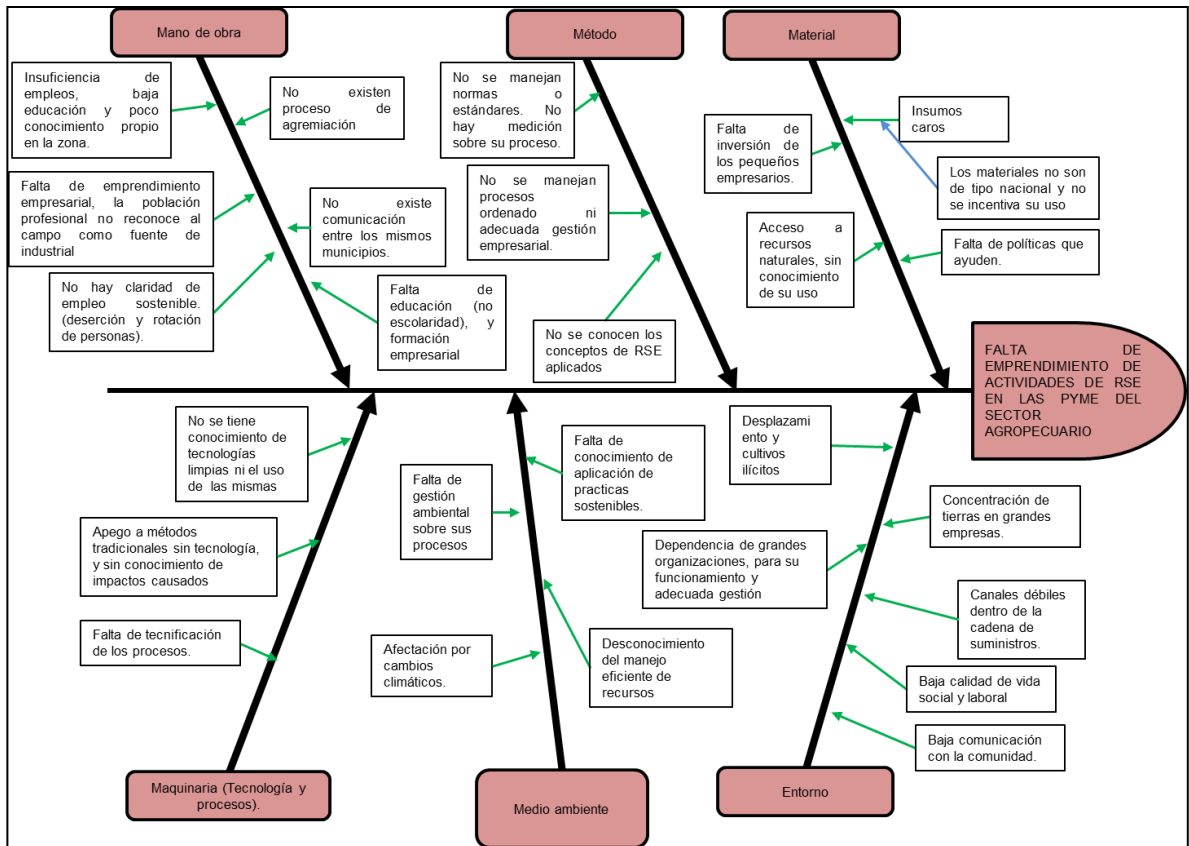 Mano de obra
Método
Material
Insuficiencia de
empleos, baja
educación y poco
conocimiento propio
en la zona.
No existen
proceso de
agremiación
Falta de emprendimiento
empresarial, la población
profesional no reconoce al
campo como fuente de
industrial
No existe
comunicación
entre los mismos
municipios.
No hay claridad de
empleo sostenible.
(deserción y rotación
de personas).
Falta de
educación (no
escolaridad), y
formación
empresarial
No se manejan
normas o
estándares. No
hay medición
sobre su proceso.
No se manejan
procesos
ordenado ni
adecuada gestión
empresarial.
No se conocen los
conceptos de RSE
aplicados
Insumos
caros
Falta de
inversión de
los pequeños
empresarios.
Los materiales no son
de tipo nacional y no
se incentiva su uso
Acceso a
recursos
naturales, sin
conocimiento
de su uso
Falta de políticas que
ayuden.
FALTA DE
EMPRENDIMIENTO DE
ACTIVIDADES DE RSE
EN LAS PYME DEL
SECTOR
AGROPECUARIO
No se tiene
conocimiento de
tecnologías
limpias ni el uso
de las mismas
Apego a métodos
tradicionales sin tecnología,
y sin conocimiento de
impactos causados
Falta de tecnificación
de los procesos.
Falta de
conocimiento de
aplicación de
practicas
sostenibles.
Falta de
gestión
ambiental
sobre sus
procesos
Afectación por
cambios
climáticos.
Desconocimiento
del manejo
eficiente de
recursos
Desplazami
ento y
cultivos
ilícitos
Concentración de
tierras en grandes
empresas.
Dependencia de grandes
organizaciones, para su
funcionamiento y
adecuada gestión
Canales débiles
dentro de la
cadena de
suministros.
Baja calidad de vida
social y laboral
Baja comunicación
con la comunidad.
Maquinaria (Tecnología y
procesos).
Medio ambiente
Entorno